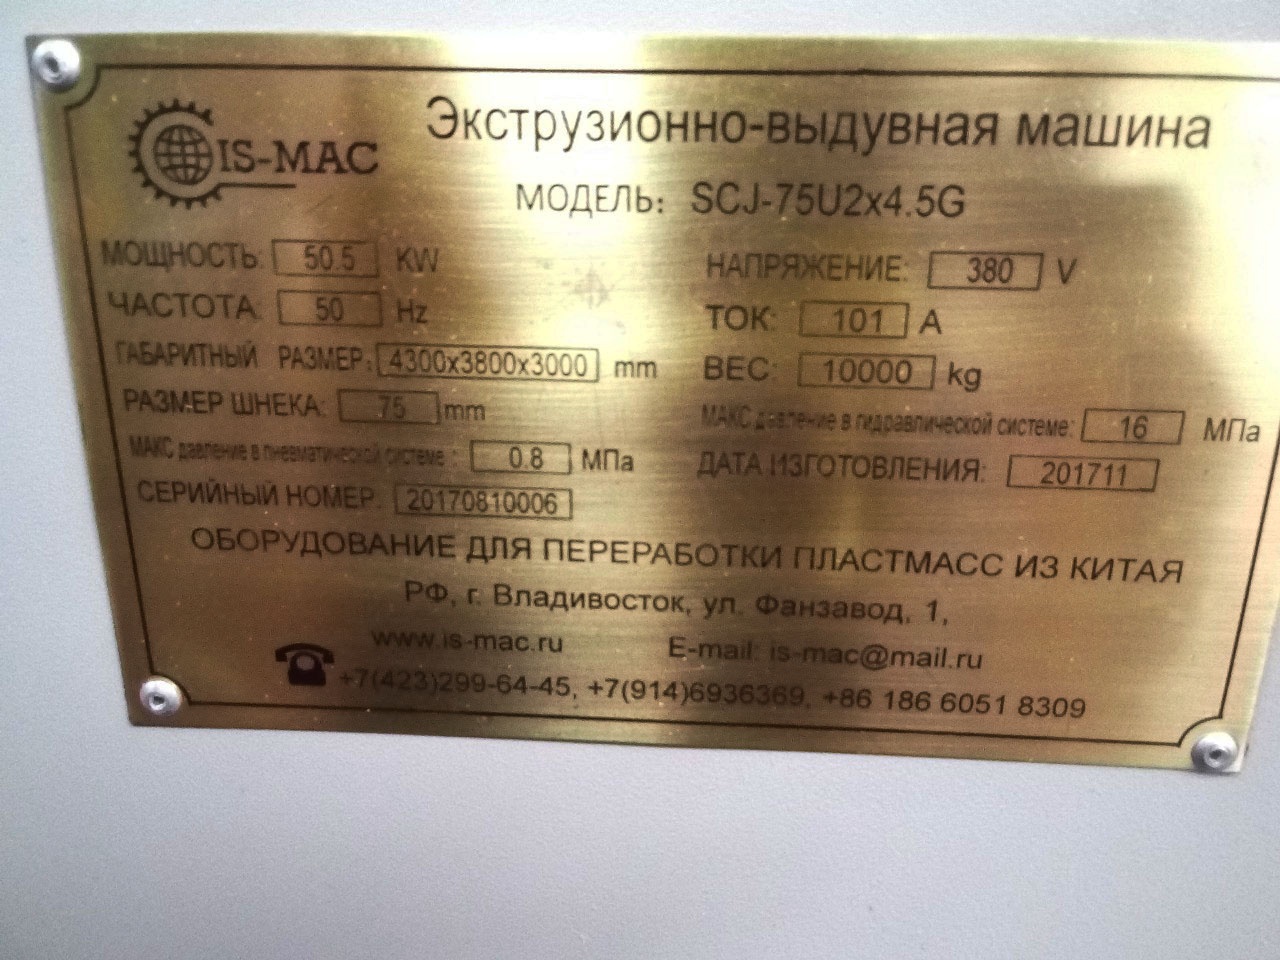 IS-MAC
Экструзионно-выдувная машина
МОДЕЛЬ: SCJ-75U2x4.5G
МОЩНОСТЬ: 50.5 KW
НАПРЯЖЕНИЕ: 380 V
ЧАСТОТА: 50 Hz
ТОК: 101 A
ГАБАРИТНЫЙ РАЗМЕР: 4300x3800x3000 mm
ВЕС: 10000 kg
РАЗМЕР ШНЕКА: 75 mm
МАКС давление в гидравлической системе: 16 МПа
МАКС давление в пневматической системе : 0.8 МПа
ДАТА ИЗГОТОВЛЕНИЯ: 201711
СЕРИЙНЫЙ НОМЕР: 20170810006
ОБОРУДОВАНИЕ ДЛЯ ПЕРЕРАБОТКИ ПЛАСТМАСС ИЗ КИТАЯ
РФ, г. Владивосток, ул. Фанзавод, 1,
www.is-mac.ru E-mail: is-mac@mail.ru
+7(423)299-64-45, +7(914)6936369, +86 186 6051 8309